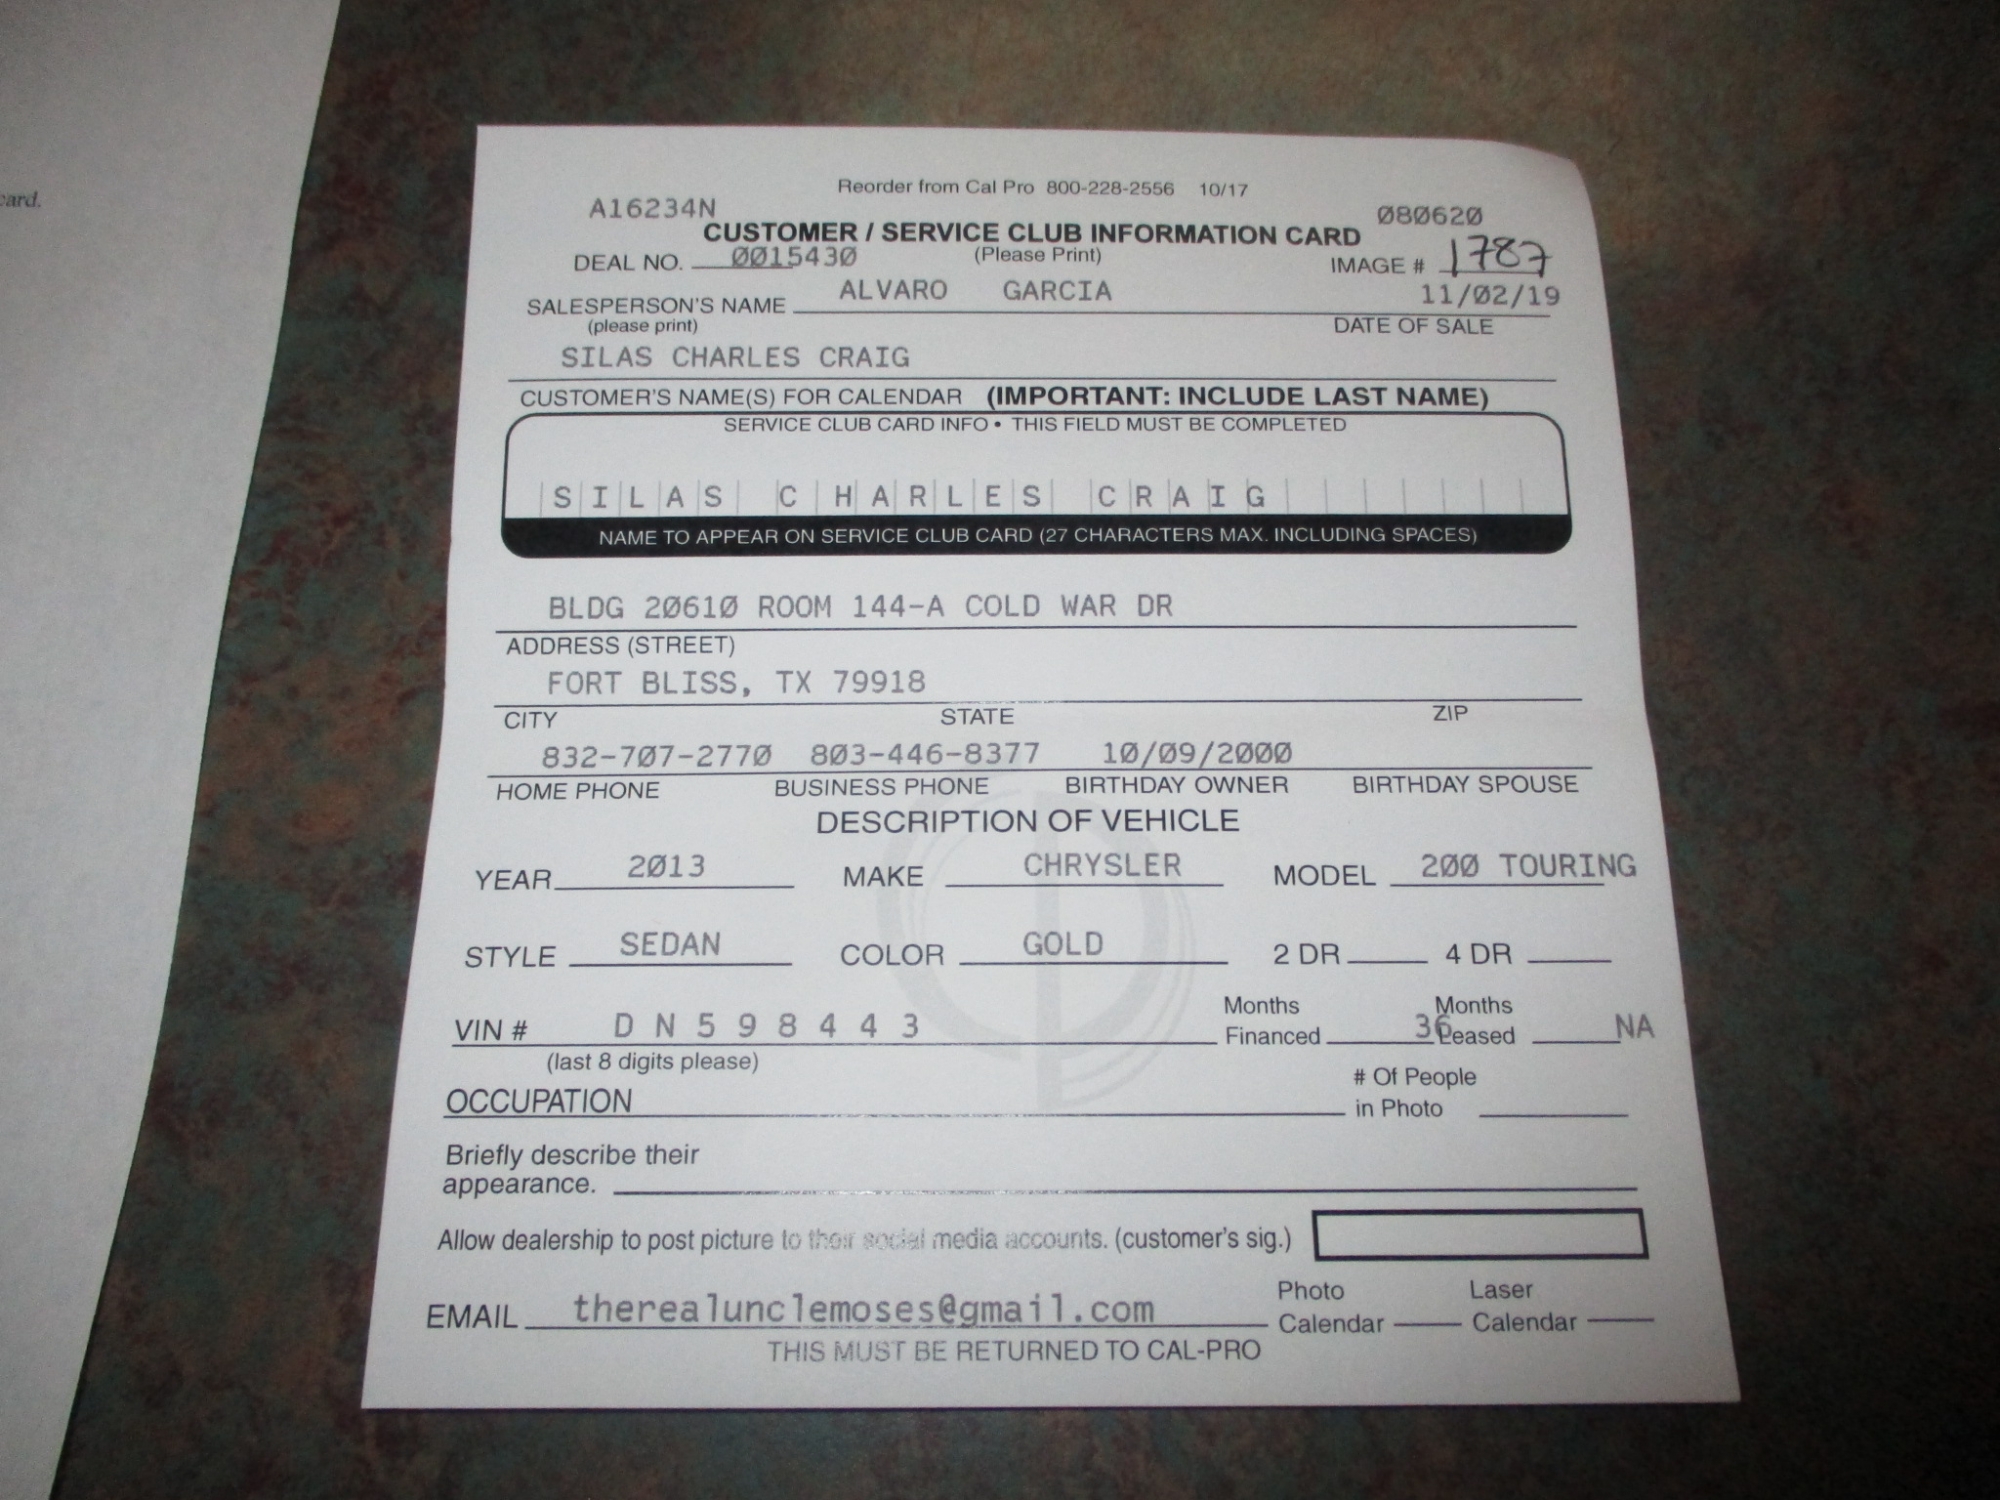 card.
Reorder from Cal Pro 800-228-2556 10/17
A16234N 080620
CUSTOMER / SERVICE CLUB INFORMATION CARD
DEAL NO. 0015430 (Please Print) IMAGE # 1787
SALESPERSON'S NAME ALVARO GARCIA 11/02/19
(please print) DATE OF SALE
SILAS CHARLES CRAIG
CUSTOMER'S NAME(S) FOR CALENDAR (IMPORTANT: INCLUDE LAST NAME)
SERVICE CLUB CARD INFO • THIS FIELD MUST BE COMPLETED
SILAS CHARLES CRAIG
NAME TO APPEAR ON SERVICE CLUB CARD (27 CHARACTERS MAX. INCLUDING SPACES)
BLDG 20610 ROOM 144-A COLD WAR DR
ADDRESS (STREET)
FORT BLISS, TX 79918
CITY STATE ZIP
832-707-2770 803-446-8377 10/09/2000
HOME PHONE BUSINESS PHONE BIRTHDAY OWNER BIRTHDAY SPOUSE
DESCRIPTION OF VEHICLE
YEAR 2013 MAKE CHRYSLER MODEL 200 TOURING
STYLE SEDAN COLOR GOLD 2 DR 4 DR
VIN # DN598443 Months Financed 36 Months Leased NA
(last 8 digits please)
OCCUPATION # Of People in Photo
Briefly describe their
appearance.
Allow dealership to post picture to their social media accounts. (customer's sig.)
EMAIL therealunclemoses@gmail.com Photo Calendar Laser Calendar
THIS MUST BE RETURNED TO CAL-PRO